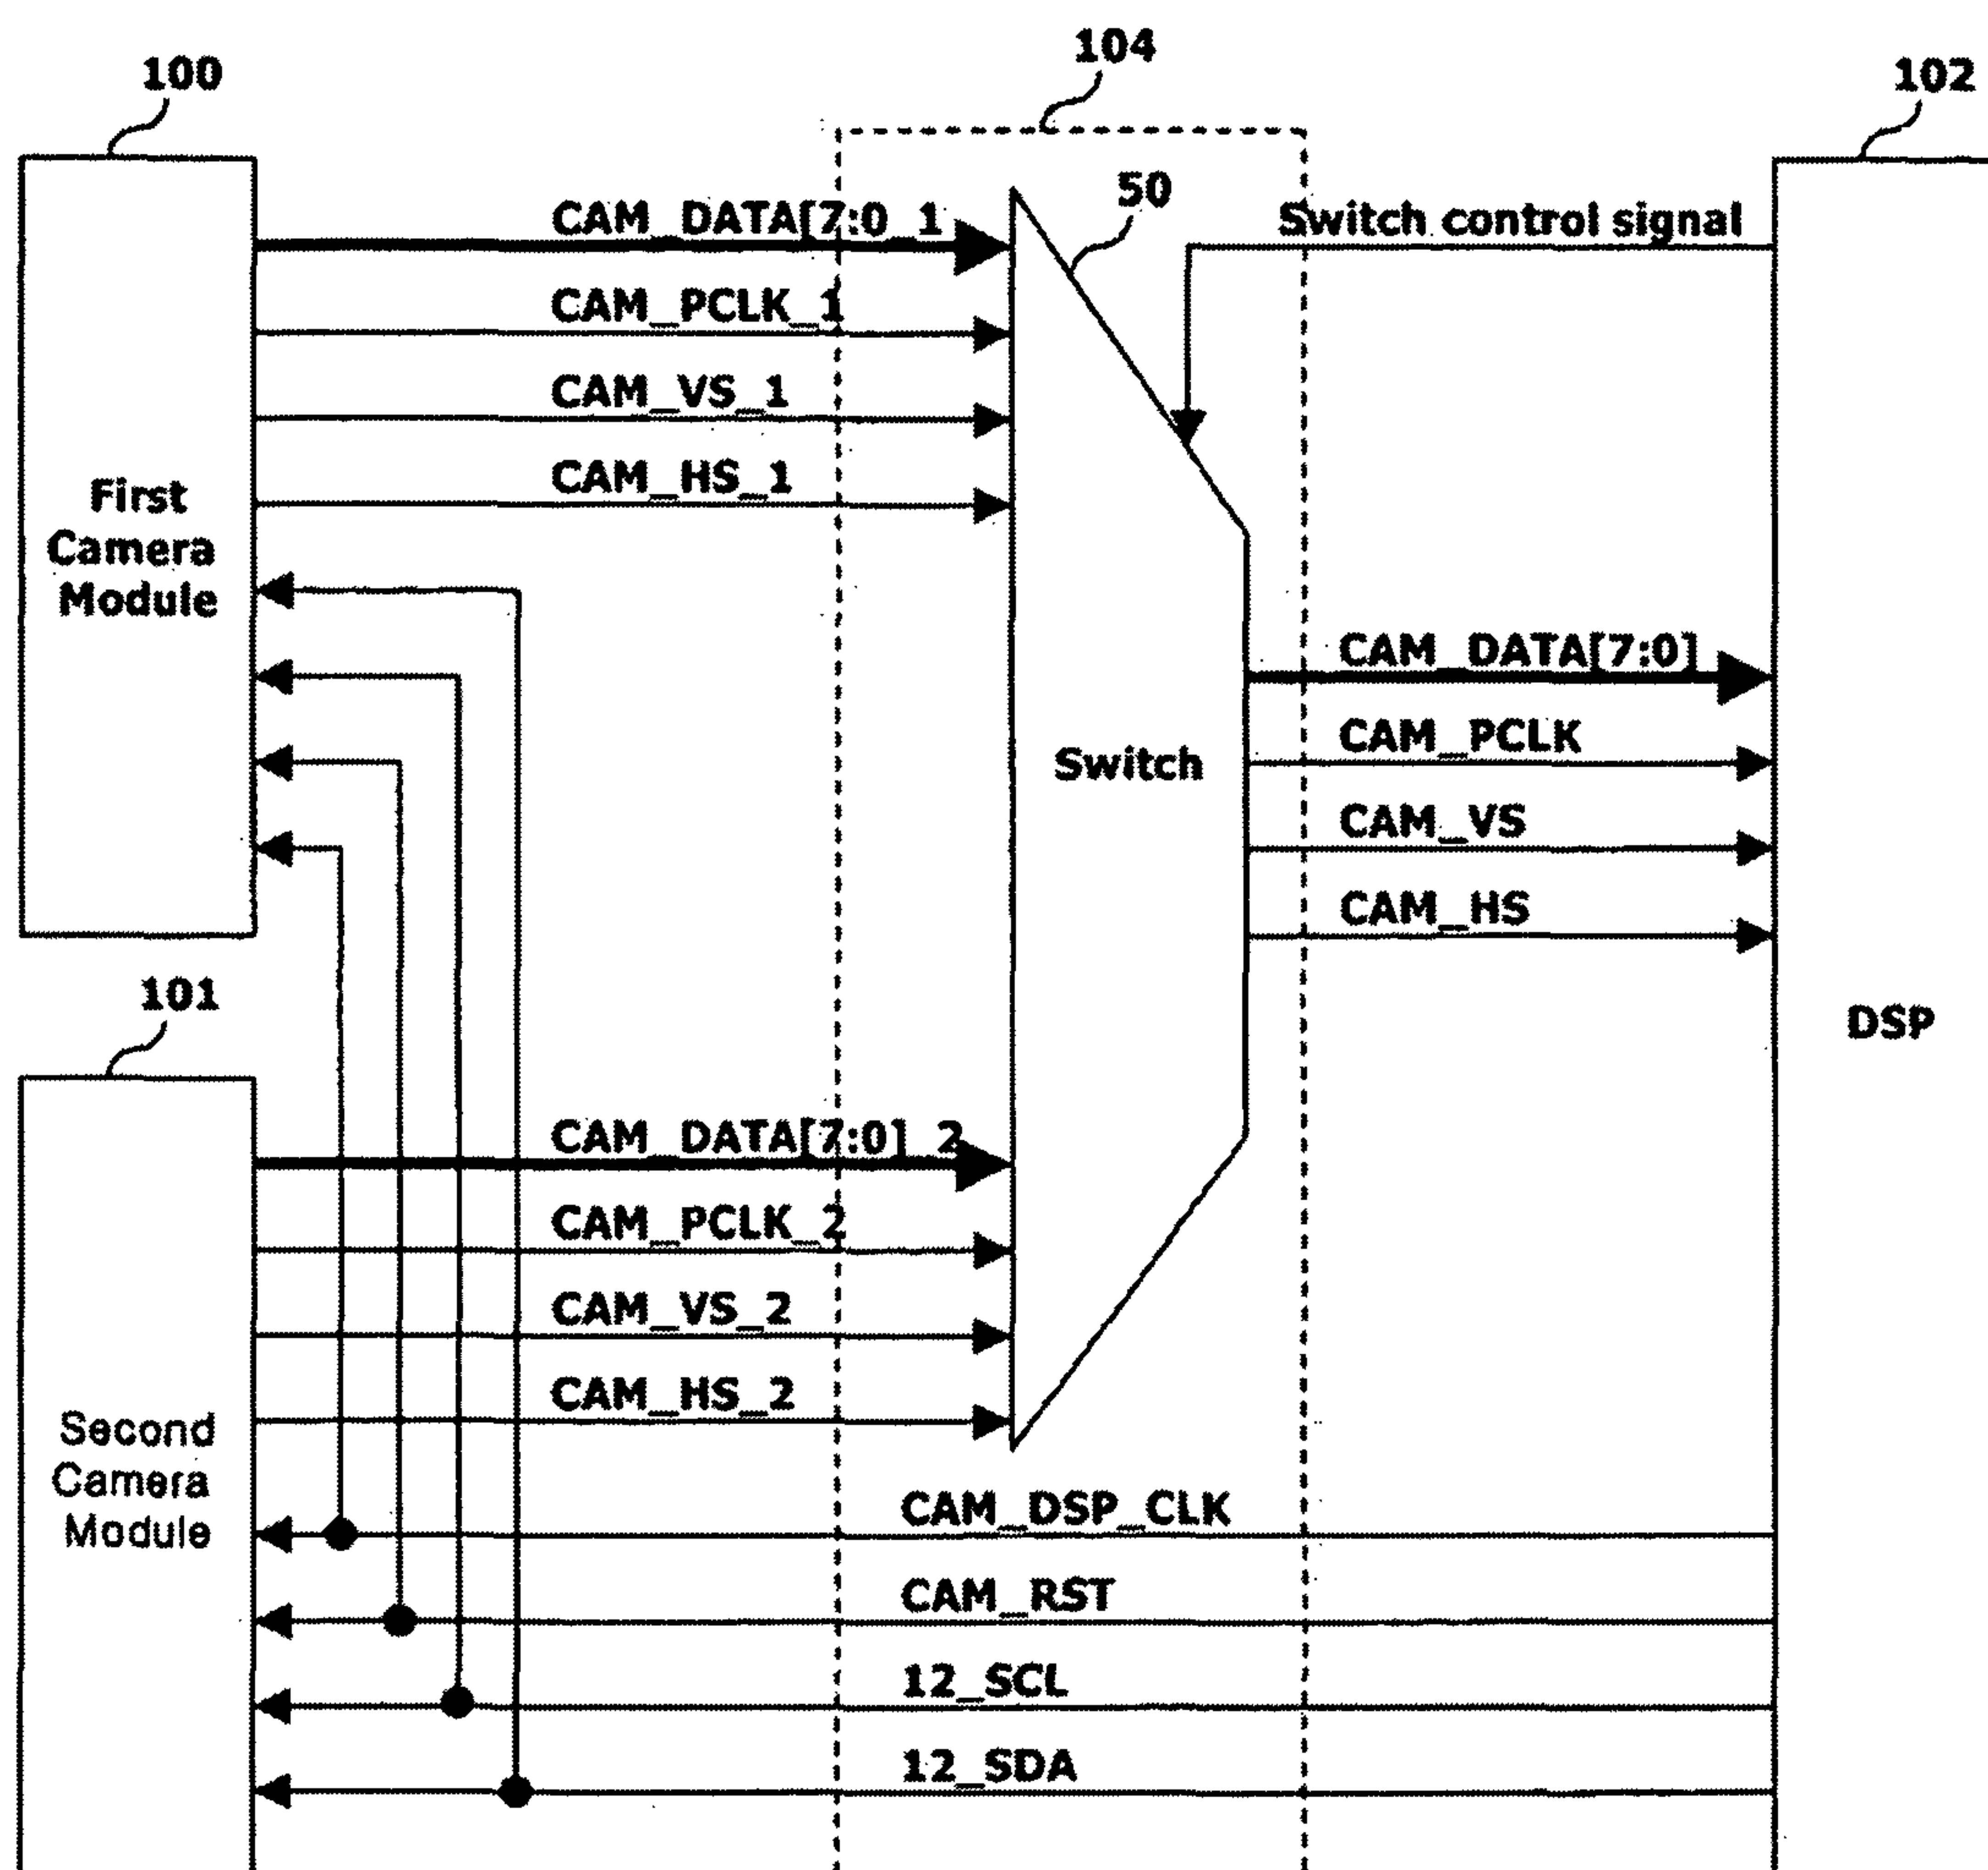 104
100
102
50
CAM_DATA[7:0_1
Switch control signal
CAM_PCLK_1
CAM_VS_1
CAM_HS_1
First
Camera
Module
CAM_DATA[7:0]
CAM_PCLK
Switch
CAM_VS
CAM_HS
101
DSP
CAM_DATA[7:0]_2
CAM_PCLK_2
CAM_VS_2
CAM_HS_2
Second
Camera
Module
CAM_DSP_CLK
CAM_RST
12_SCL
12_SDA